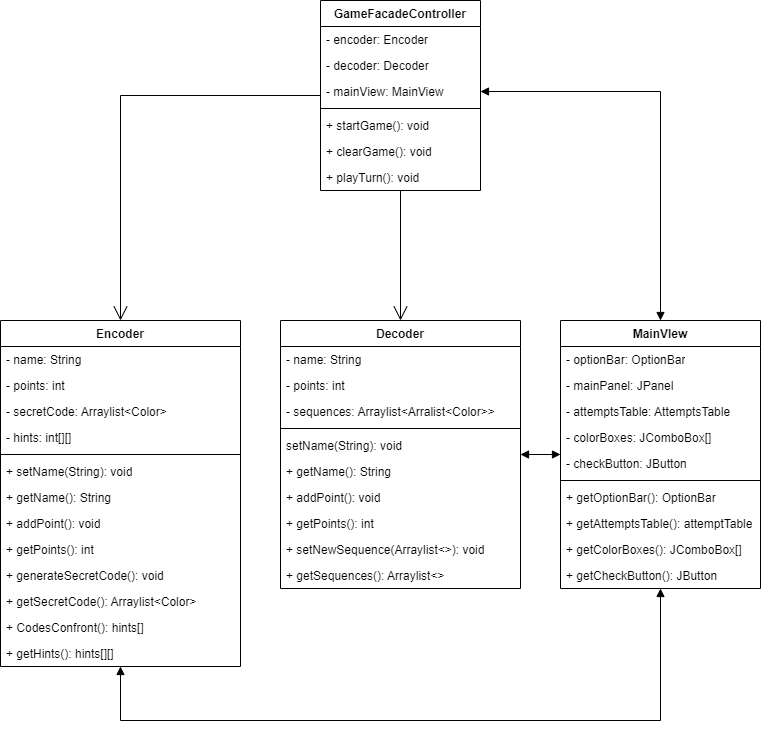 GameFacadeController
- encoder: Encoder
- decoder: Decoder
- mainView: MainView
+ startGame(): void
+ clearGame(): void
+ playTurn(): void
Encoder
- name: String
- points: int
- secretCode: Arraylist<Color>
- hints: int[][]
+ setName(String): void
+ getName(): String
+ addPoint(): void
+ getPoints(): int
+ generateSecretCode(): void
+ getSecretCode(): Arraylist<Color>
+ CodesConfront(): hints[]
+ getHints(): hints[][]
Decoder
- name: String
- points: int
- sequences: Arraylist<Arralist<Color>>
setName(String): void
+ getName(): String
+ addPoint(): void
+ getPoints(): int
+ setNewSequence(Arraylist<>): void
+ getSequences(): Arraylist<>
MainVIew
- optionBar: OptionBar
- mainPanel: JPanel
- attemptsTable: AttemptsTable
- colorBoxes: JComboBox[]
- checkButton: JButton
+ getOptionBar(): OptionBar
+ getAttemptsTable(): attemptTable
+ getColorBoxes(): JComboBox[]
+ getCheckButton(): JButton